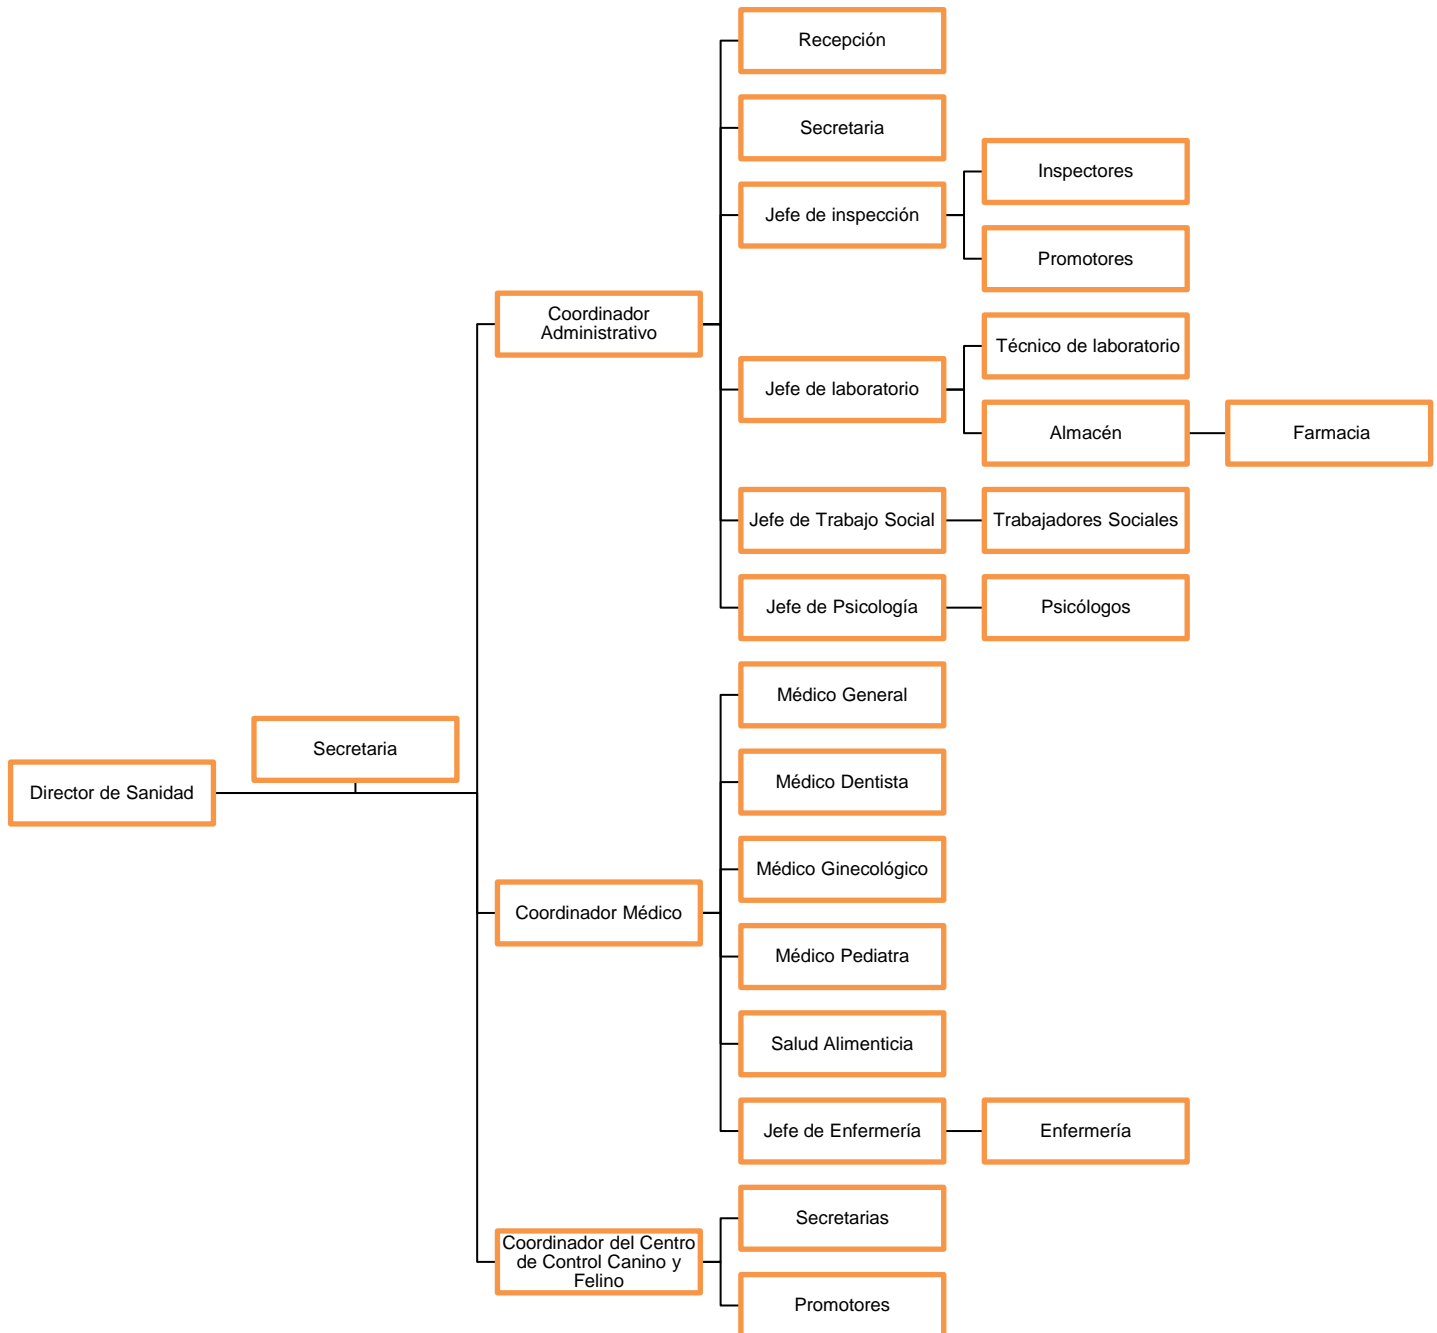 Recepción
Secretaria
Inspectores
Jefe de inspección
Promotores
Coordinador
Administrativo
Técnico de laboratorio
Jefe de laboratorio
Almacén
Farmacia
Jefe de Trabajo Social
Trabajadores Sociales
Jefe de Psicología
Psicólogos
Médico General
Secretaria
Médico Dentista
Director de Sanidad
Médico Ginecológico
Coordinador Médico
Médico Pediatra
Salud Alimenticia
Jefe de Enfermería
Enfermería
Secretarias
Coordinador del Centro
de Control Canino y
Felino
Promotores